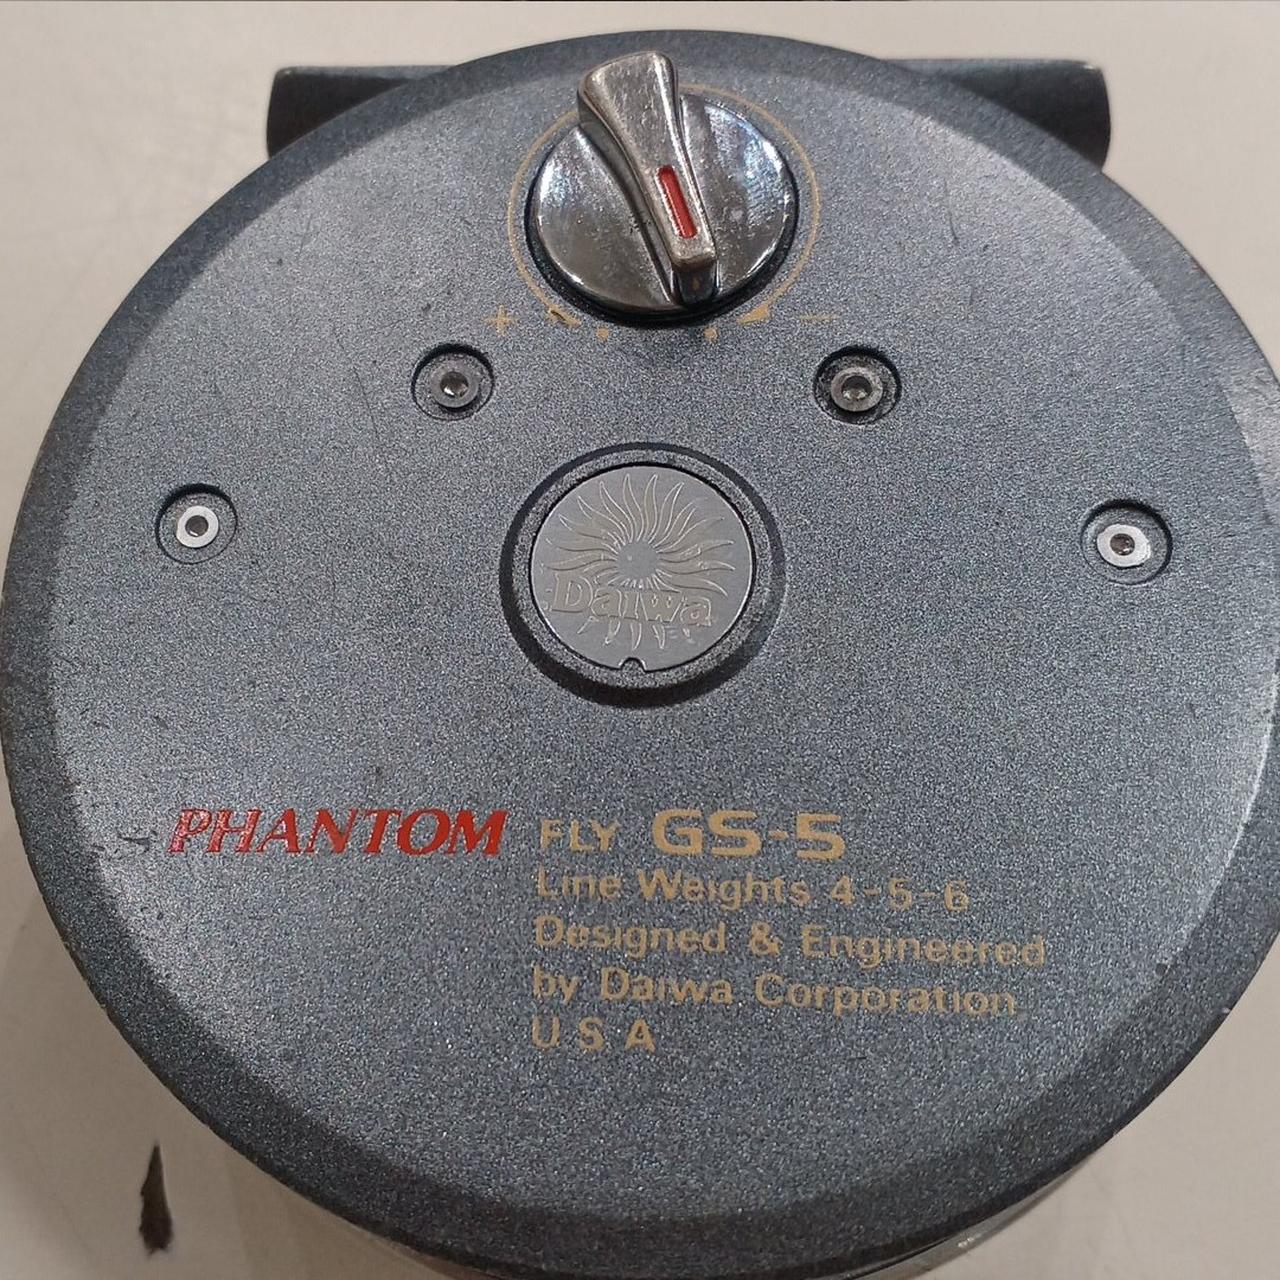 + -
Daiwa
PHANTOM FLY GS-5
Line Weights 4-5-6
Designed & Engineered
by Daiwa Corporation
U S A